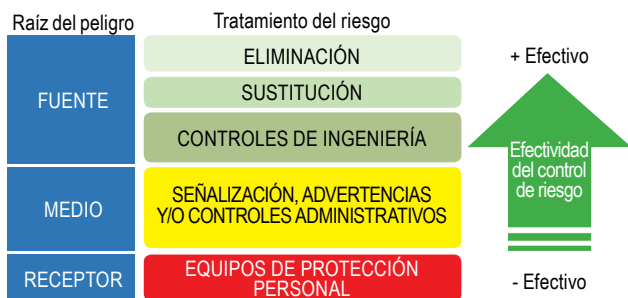 Raíz del peligro
Tratamiento del riesgo
FUENTE
ELIMINACIÓN
SUSTITUCIÓN
CONTROLES DE INGENIERÍA
MEDIO
SEÑALIZACIÓN, ADVERTENCIAS
Y/O CONTROLES ADMINISTRATIVOS
RECEPTOR
EQUIPOS DE PROTECCIÓN
PERSONAL
+ Efectivo
Efectividad
del control
de riesgo
- Efectivo